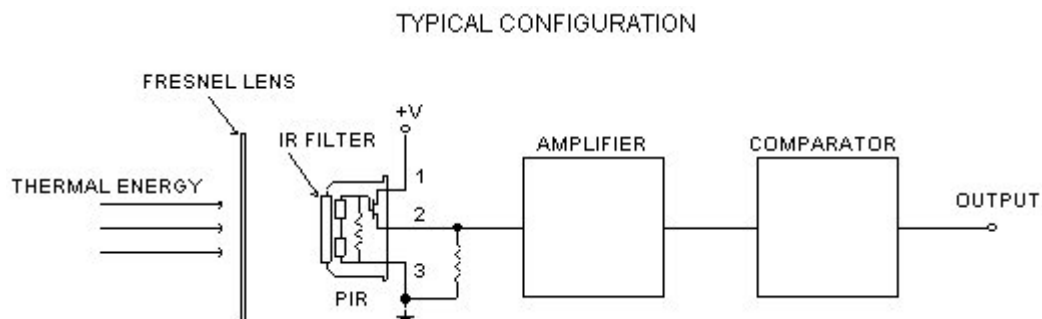 TYPICAL CONFIGURATION
FRESNEL LENS
IR FILTER
+V
AMPLIFIER
COMPARATOR
THERMAL ENERGY
1
2
3
OUTPUT
PIR